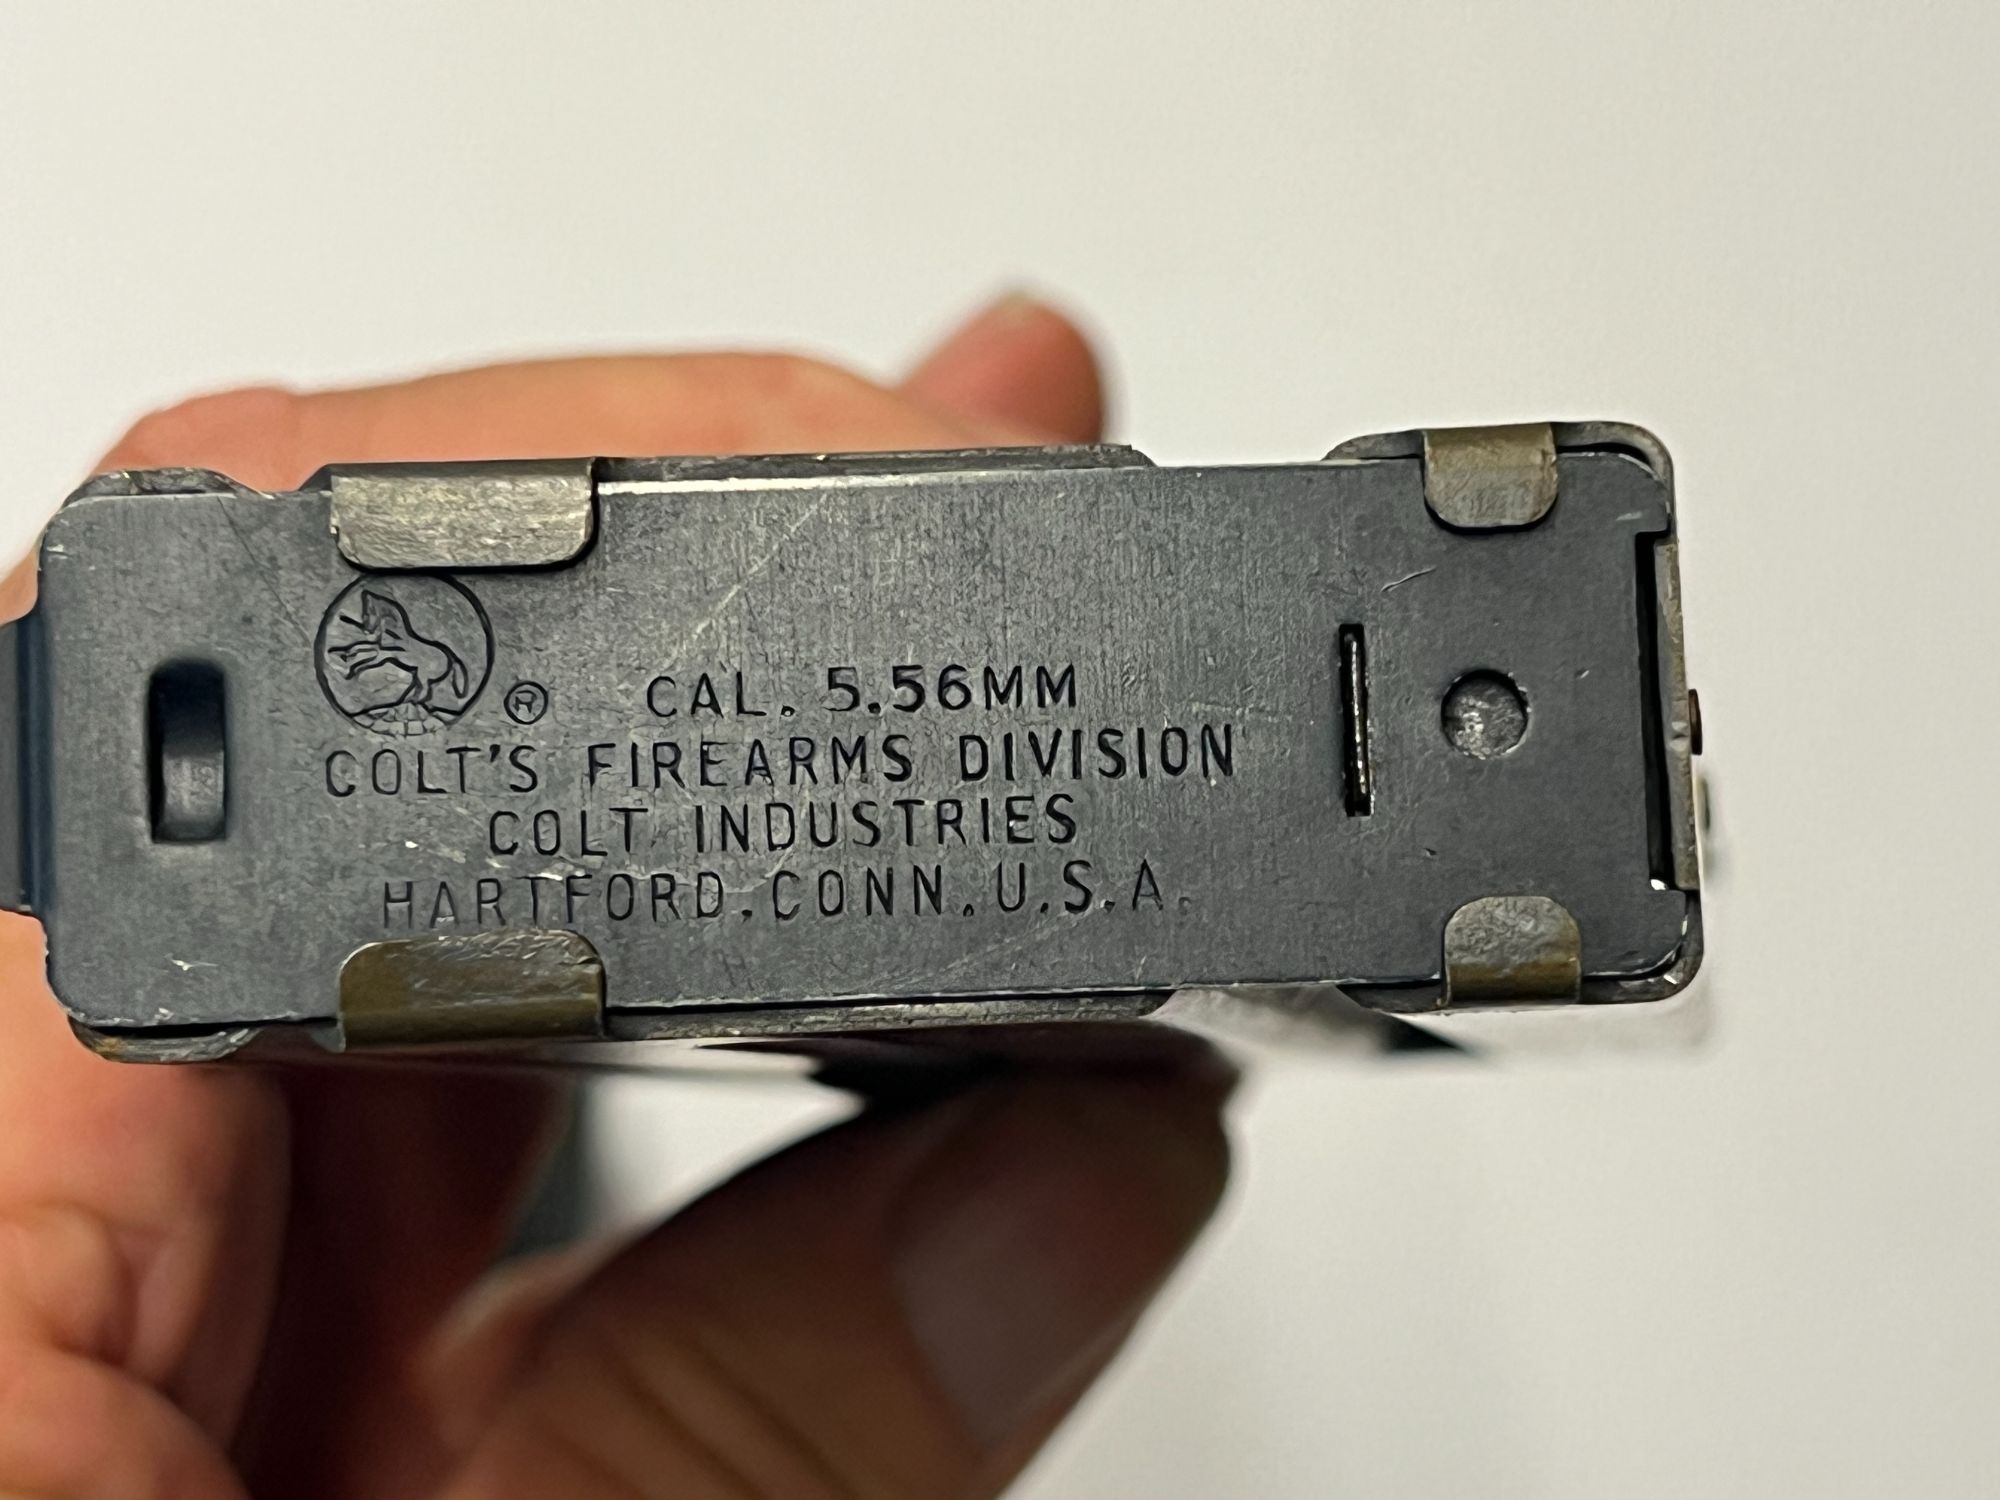 ® CAL. 5.56MM
COLT'S FIREARMS DIVISION
COLT INDUSTRIES
HARTFORD.CONN.U.S.A.